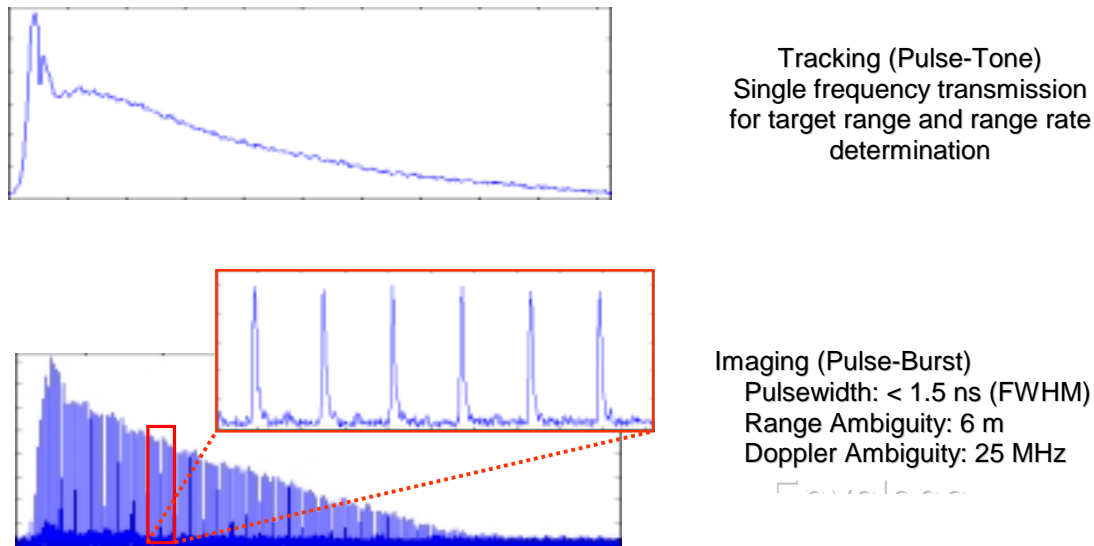 Tracking (Pulse-Tone)
Single frequency transmission
for target range and range rate
determination
Imaging (Pulse-Burst)
Pulsewidth: < 1.5 ns (FWHM)
Range Ambiguity: 6 m
Doppler Ambiguity: 25 MHz